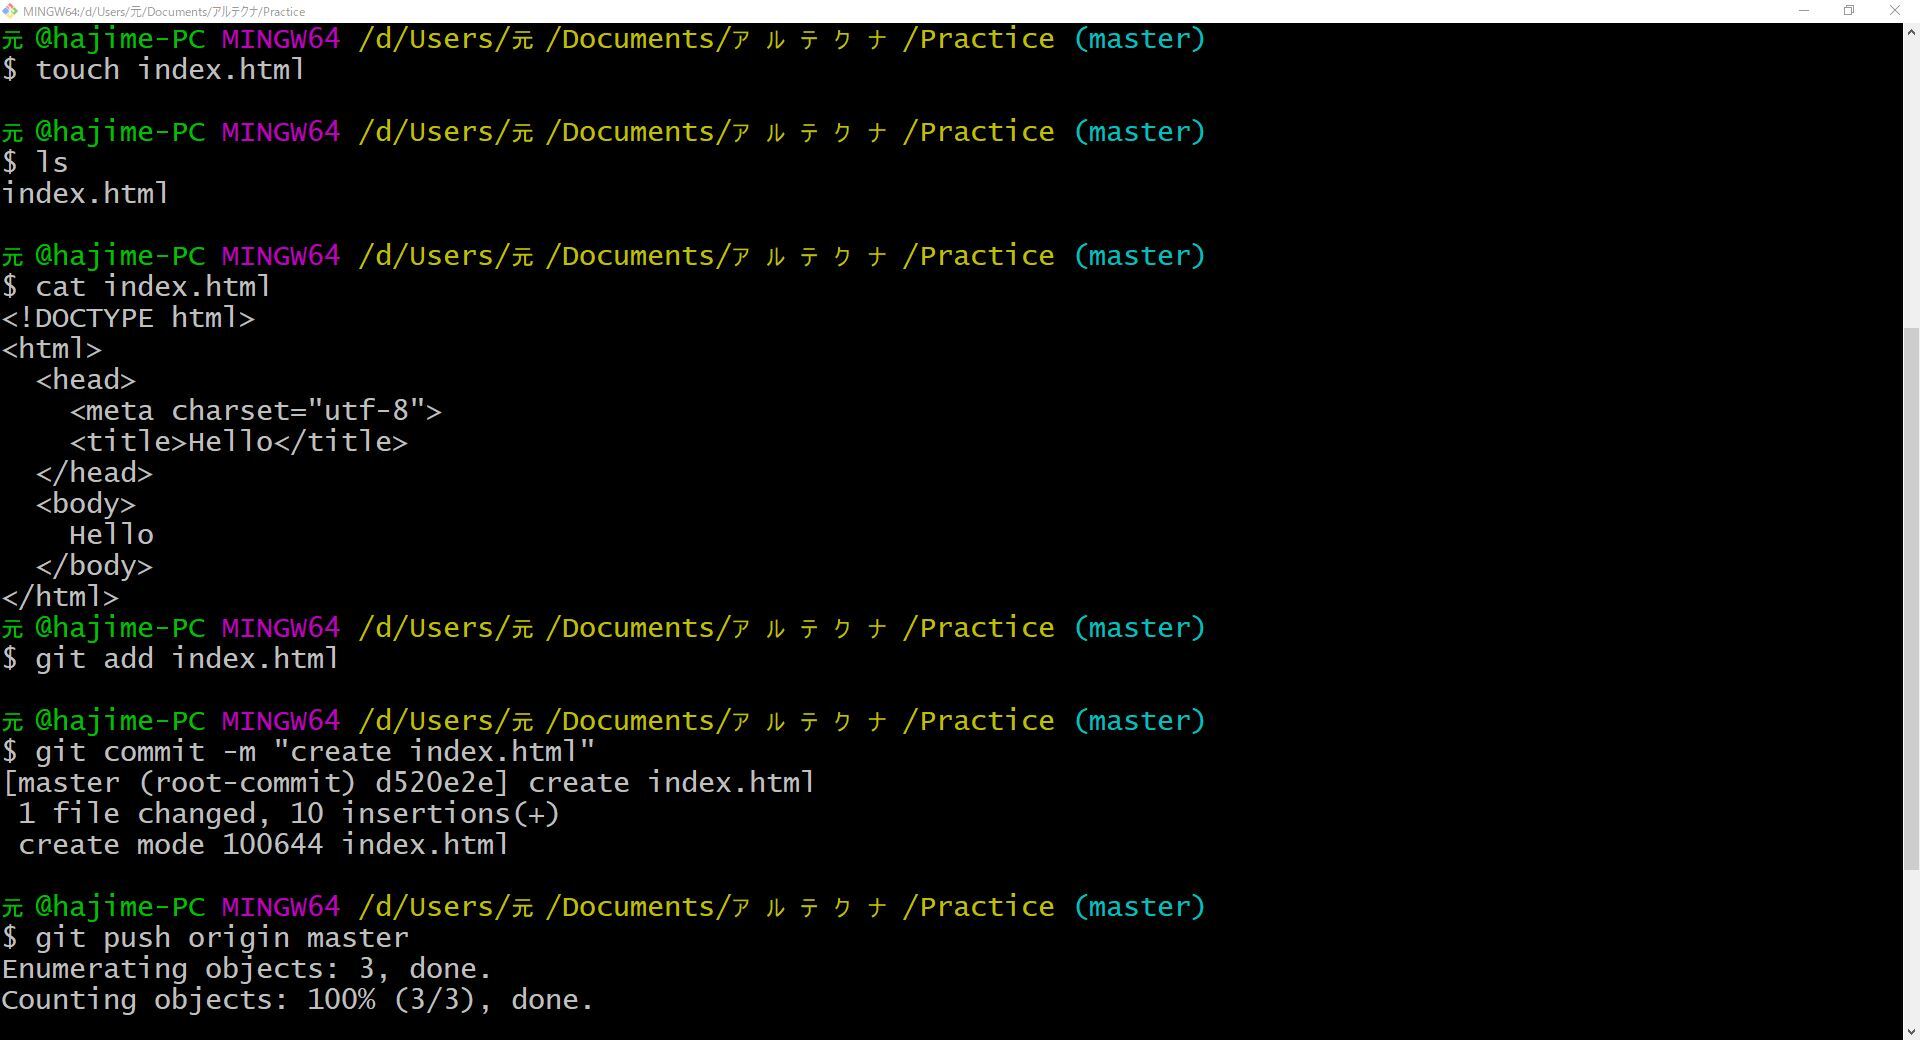 MINGW64:/d/Users/元/Documents/アルテクナ/Practice
元@hajime-PC MINGW64 /d/Users/元/Documents/アルテクナ/Practice (master)
$ touch index.html
元@hajime-PC MINGW64 /d/Users/元/Documents/アルテクナ/Practice (master)
$ ls
index.html
元@hajime-PC MINGW64 /d/Users/元/Documents/アルテクナ/Practice (master)
$ cat index.html
<!DOCTYPE html>
<html>
  <head>
    <meta charset="utf-8">
    <title>Hello</title>
  </head>
  <body>
    Hello
  </body>
</html>
元@hajime-PC MINGW64 /d/Users/元/Documents/アルテクナ/Practice (master)
$ git add index.html
元@hajime-PC MINGW64 /d/Users/元/Documents/アルテクナ/Practice (master)
$ git commit -m "create index.html"
[master (root-commit) d520e2e] create index.html
 1 file changed, 10 insertions(+)
 create mode 100644 index.html
元@hajime-PC MINGW64 /d/Users/元/Documents/アルテクナ/Practice (master)
$ git push origin master
Enumerating objects: 3, done.
Counting objects: 100% (3/3), done.